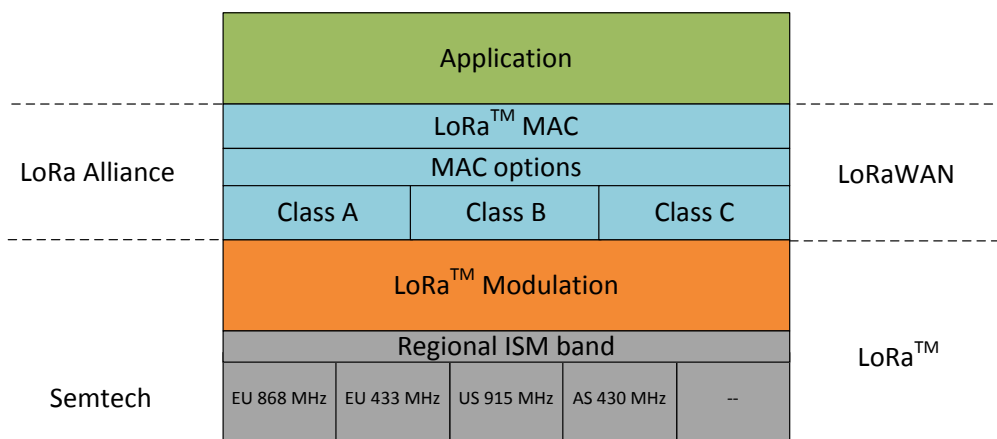 Application
LoRa™ MAC
LoRa Alliance
MAC options
LoRaWAN
Class A
Class B
Class C
LoRa™ Modulation
Regional ISM band
LoRa™
Semtech
EU 868 MHz
EU 433 MHz
US 915 MHz
AS 430 MHz
--